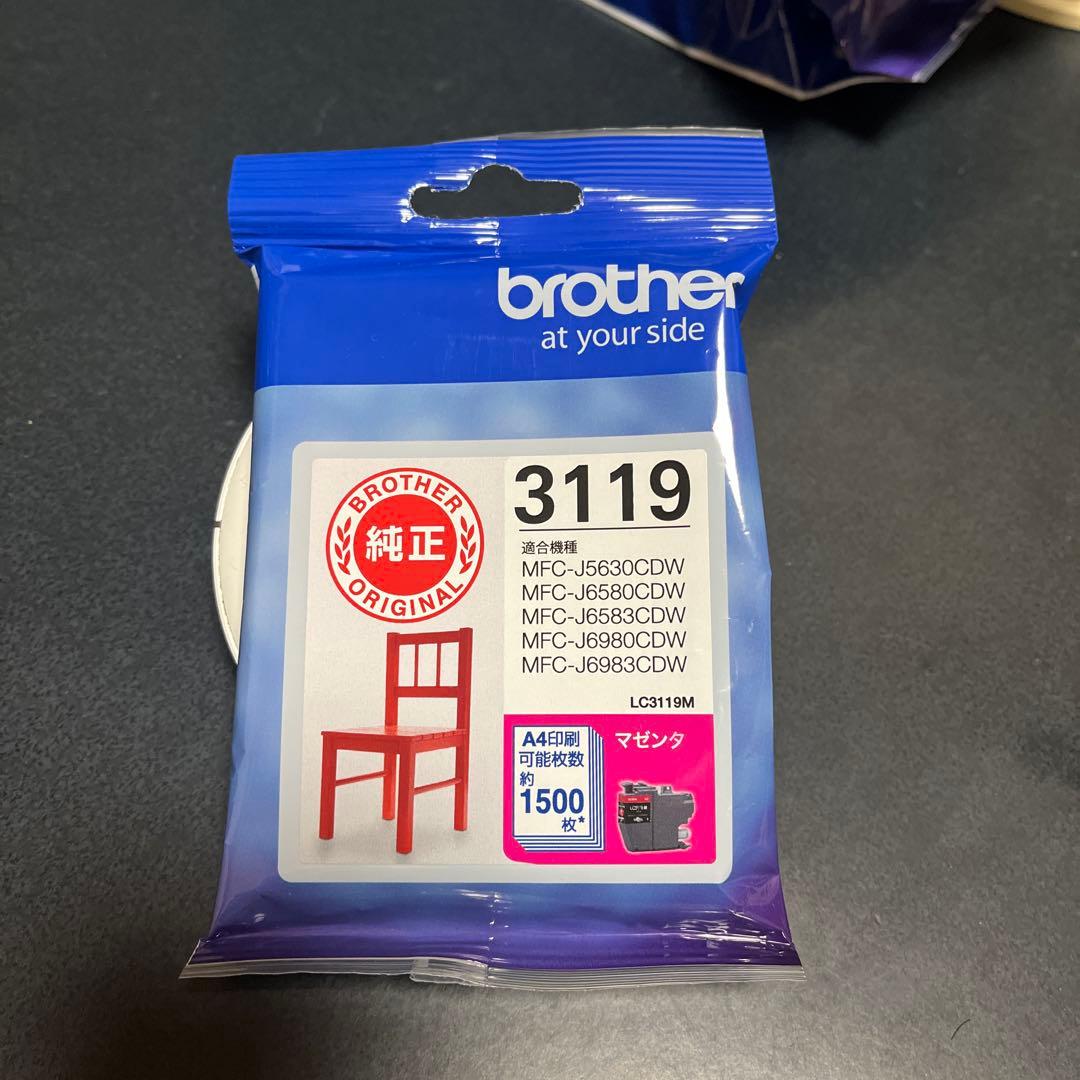 brother
at your side
BROTHER
純正
ORIGINAL
3119
適合機種
MFC-J5630CDW
MFC-J6580CDW
MFC-J6583CDW
MFC-J6980CDW
MFC-J6983CDW
LC3119M
A4印刷
可能枚数
約
1500
枚*
マゼンタ